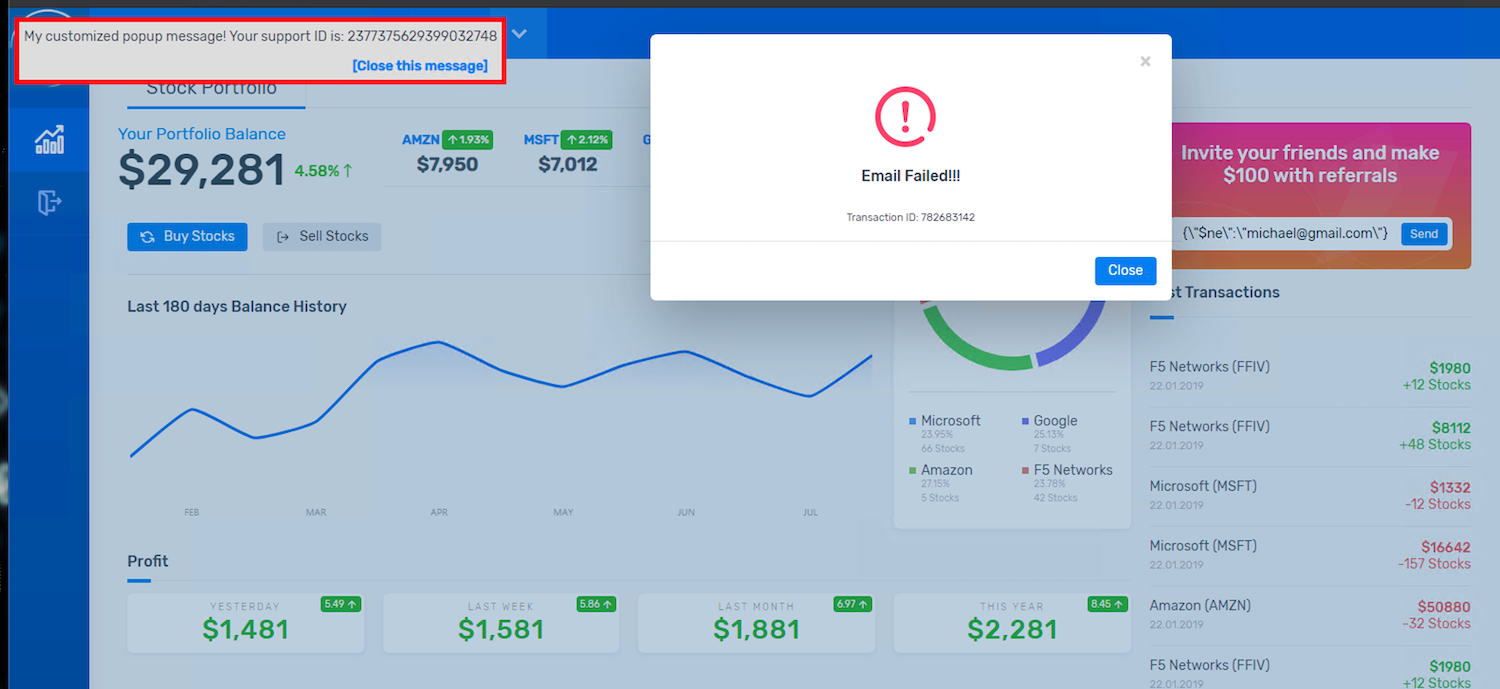 My customized popup message! Your support ID is: 2377375629399032748
[Close this message]
Stock Portfolio
Your Portfolio Balance
$29,281 4.58% ↑
AMZN ↑ 1.93%
$7,950
MSFT ↑ 2.12%
$7,012
G
Buy Stocks
Sell Stocks
×
Email Failed!!!
Transaction ID: 782683142
Close
Invite your friends and make
$100 with referrals
{\"$ne\":\"michael@gmail.com\"}
Send
Last 180 days Balance History
FEB MAR APR MAY JUN JUL
Microsoft
23.95%
66 Stocks
Google
25.13%
7 Stocks
Amazon
27.15%
5 Stocks
F5 Networks
23.78%
42 Stocks
st Transactions
F5 Networks (FFIV) $1980
22.01.2019 +12 Stocks
F5 Networks (FFIV) $8112
22.01.2019 +48 Stocks
Microsoft (MSFT) $1332
22.01.2019 -12 Stocks
Microsoft (MSFT) $16642
22.01.2019 -157 Stocks
Amazon (AMZN) $50880
22.01.2019 -32 Stocks
F5 Networks (FFIV) $1980
22.01.2019 +12 Stocks
Profit
YESTERDAY 5.49 ↑
$1,481
LAST WEEK 5.86 ↑
$1,581
LAST MONTH 6.97 ↑
$1,881
THIS YEAR 8.45 ↑
$2,281